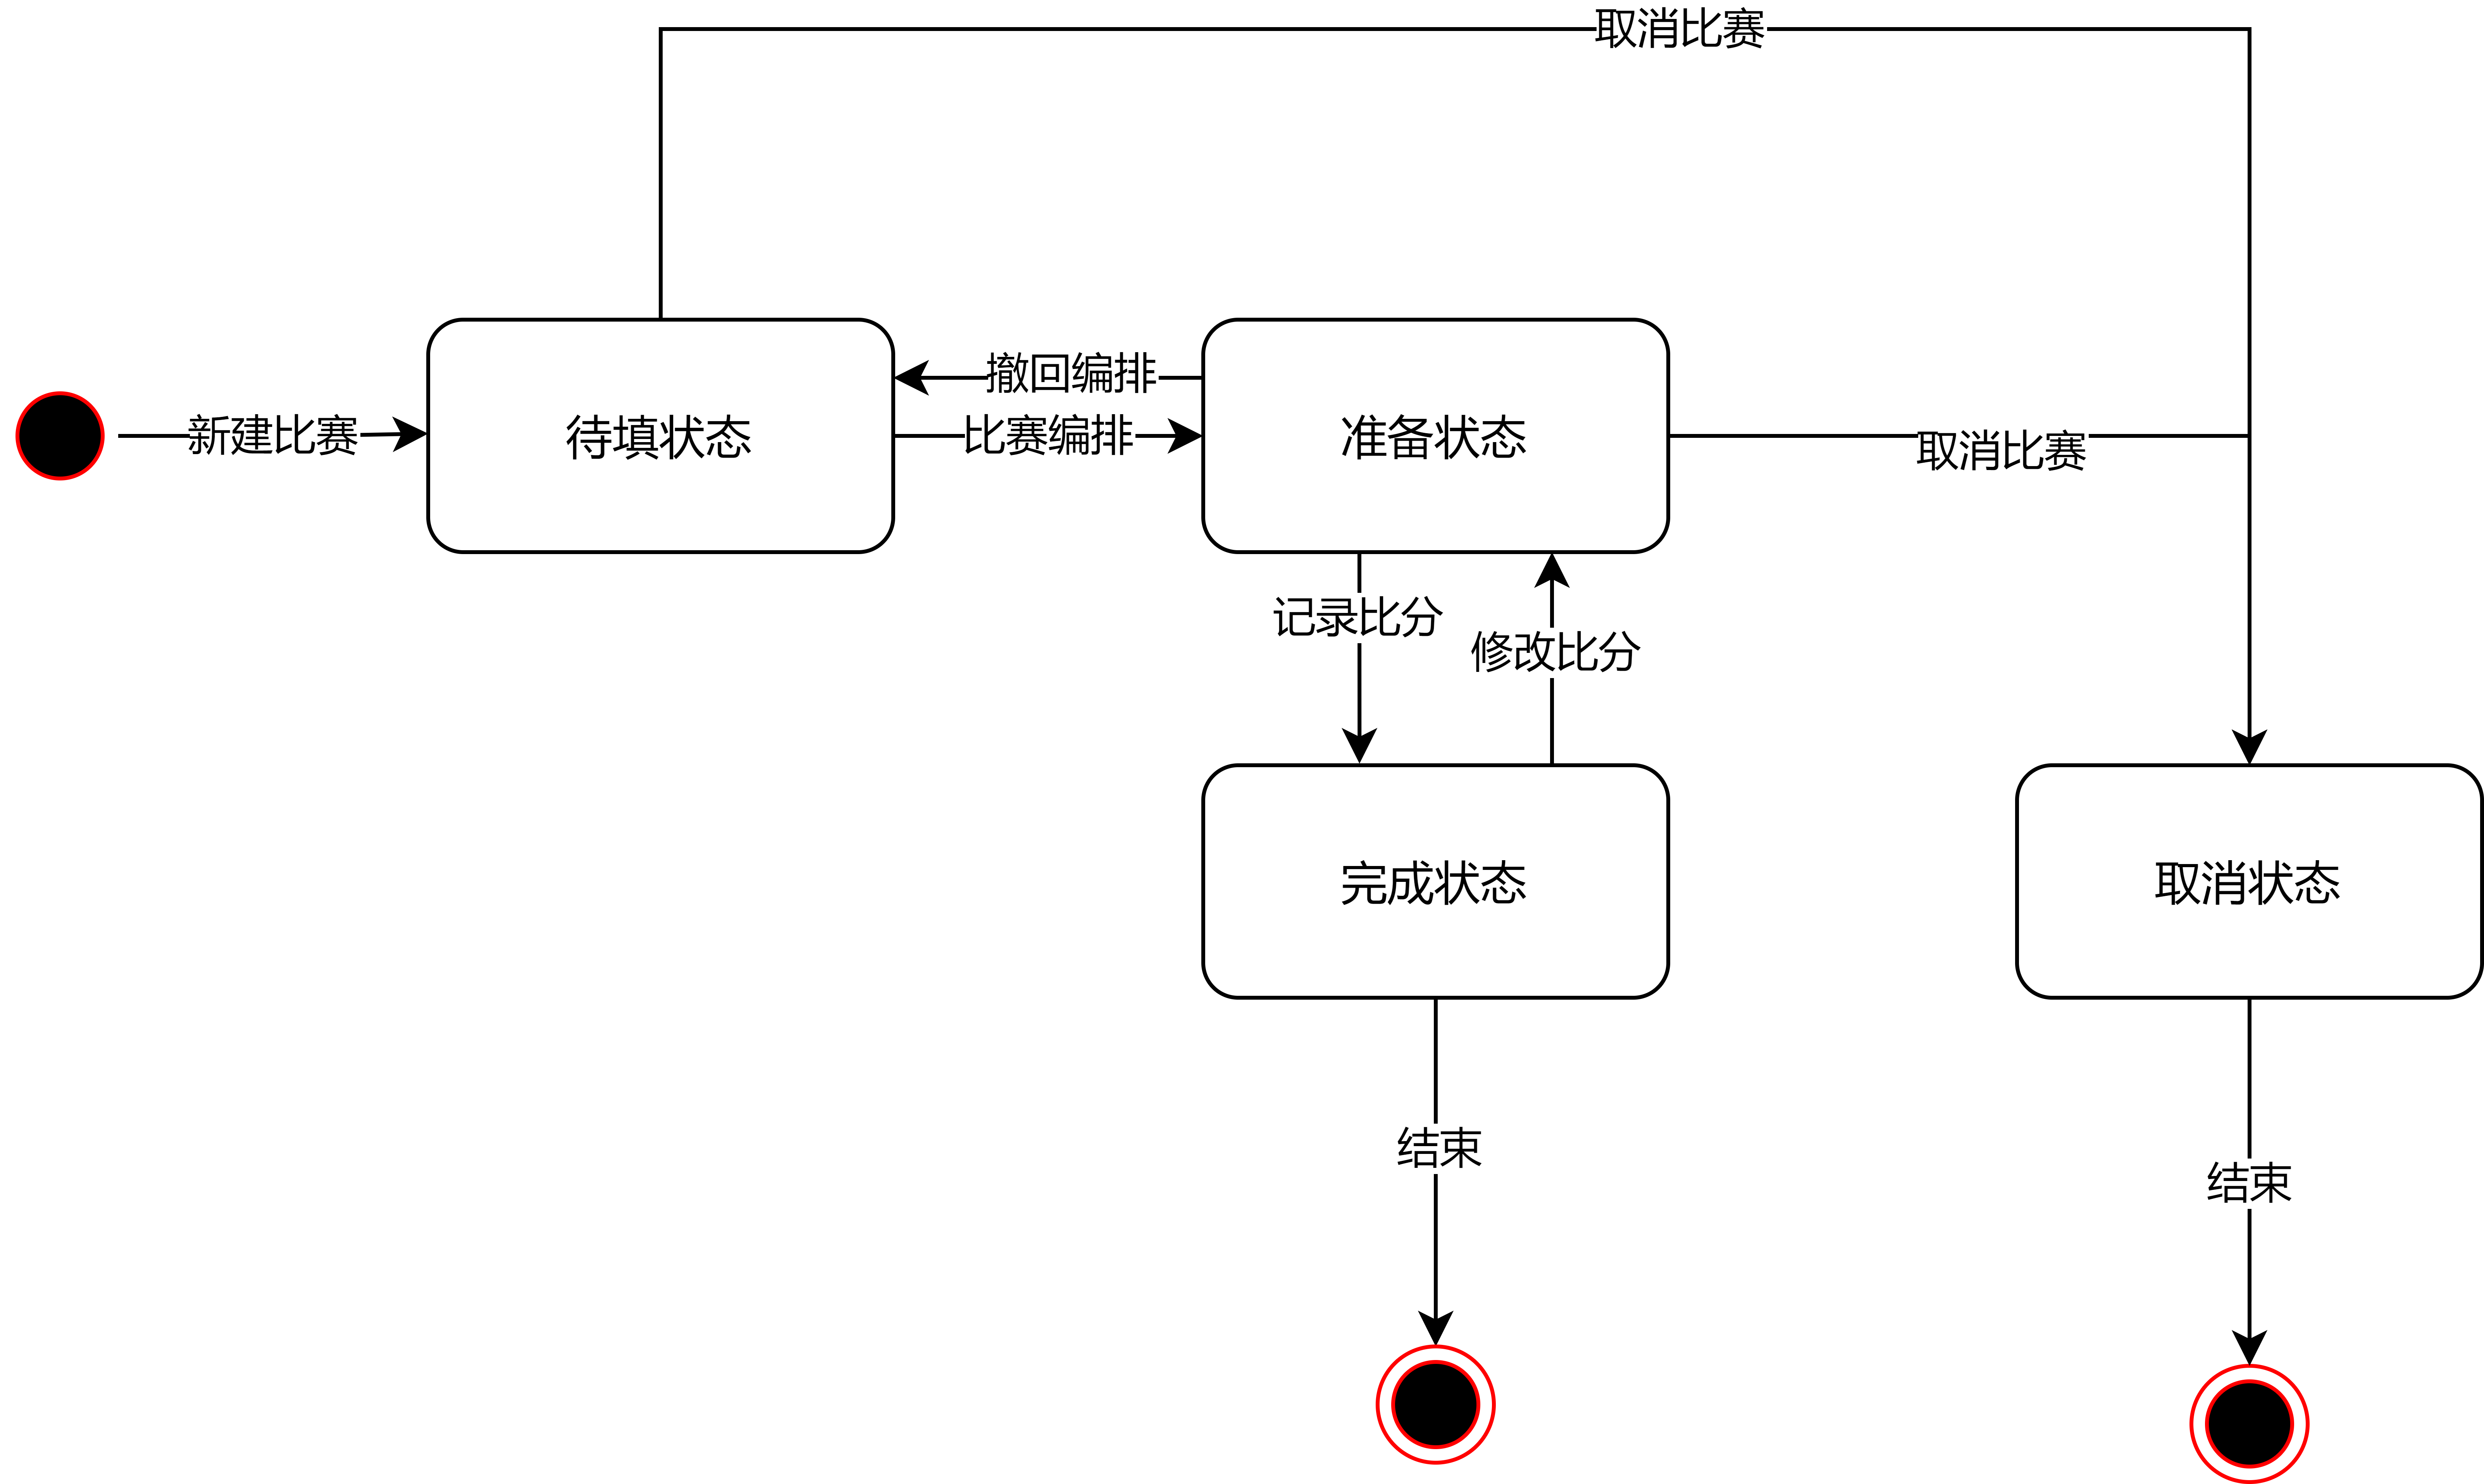 取消比赛
撤回编排
新建比赛
待填状态
比赛编排
准备状态
取消比赛
记录比分
修改比分
完成状态
取消状态
结束
结束